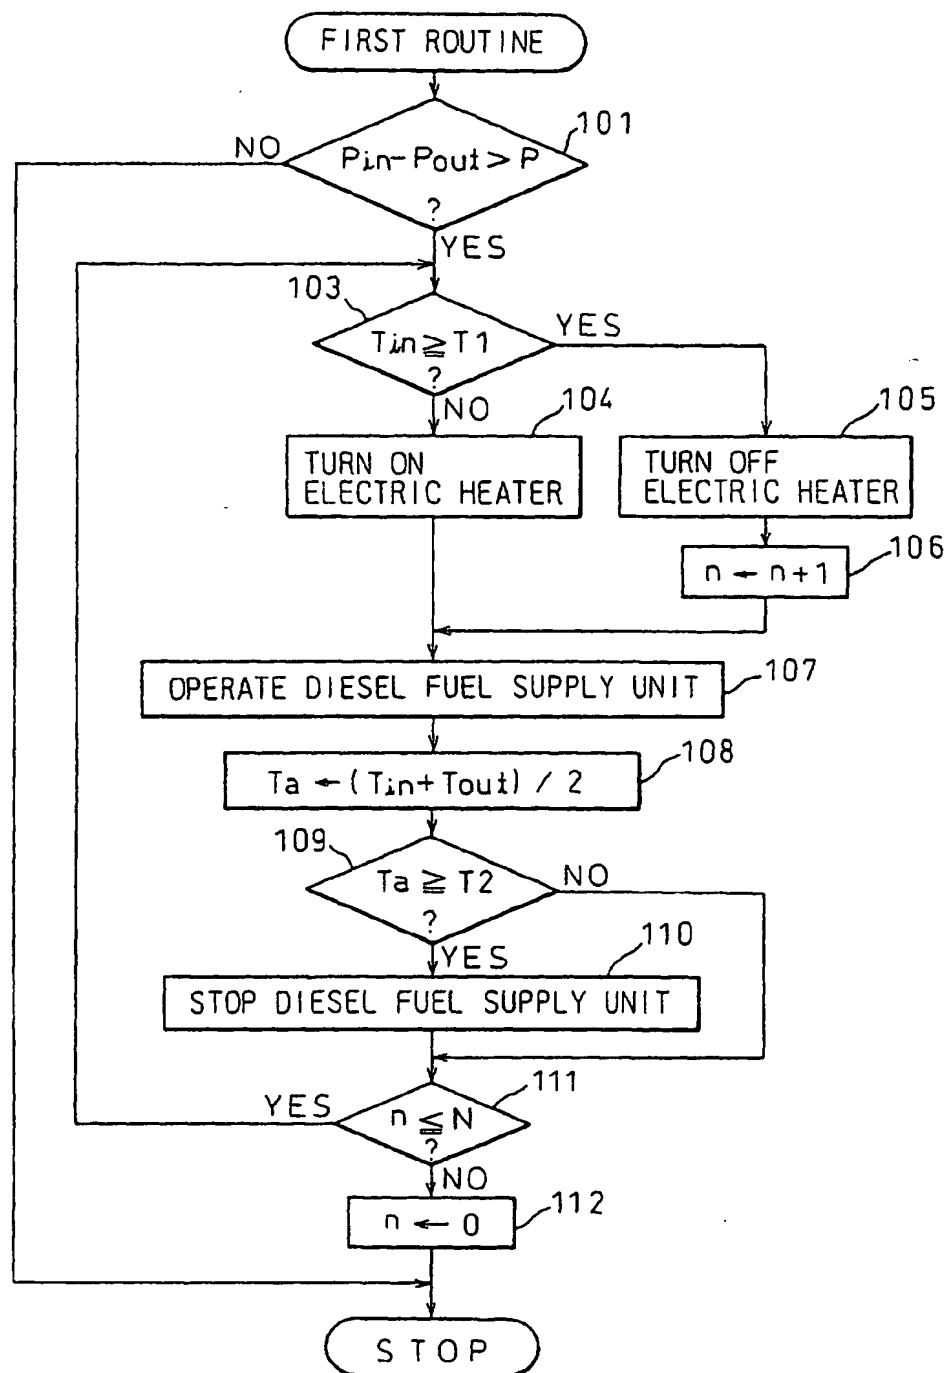 FIRST ROUTINE
101
NO
Pin-Pout > P
?
YES
103
Tin ≧ T1
?
YES
NO
104
105
TURN ON
ELECTRIC HEATER
TURN OFF
ELECTRIC HEATER
106
n ← n+1
OPERATE DIESEL FUEL SUPPLY UNIT
107
108
Ta ← (Tin+Tout) / 2
109
Ta ≧ T2
?
NO
YES
110
STOP DIESEL FUEL SUPPLY UNIT
111
YES
n ≦ N
?
NO
112
n ← 0
STOP